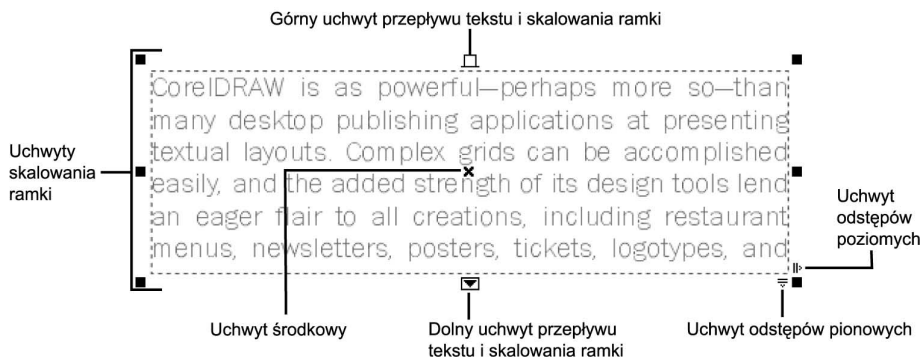 Górny uchwyt przepływu tekstu i skalowania ramki
CorelDRAW is as powerful—perhaps more so—than
many desktop publishing applications at presenting
textual layouts. Complex grids can be accomplished
easily, and the added strength of its design tools lend
an eager flair to all creations, including restaurant
menus, newsletters, posters, tickets, logotypes, and
Uchwyty
skalowania
ramki
Uchwyt
odstępów
poziomych
Uchwyt środkowy
Dolny uchwyt przepływu
tekstu i skalowania ramki
Uchwyt odstępów pionowych